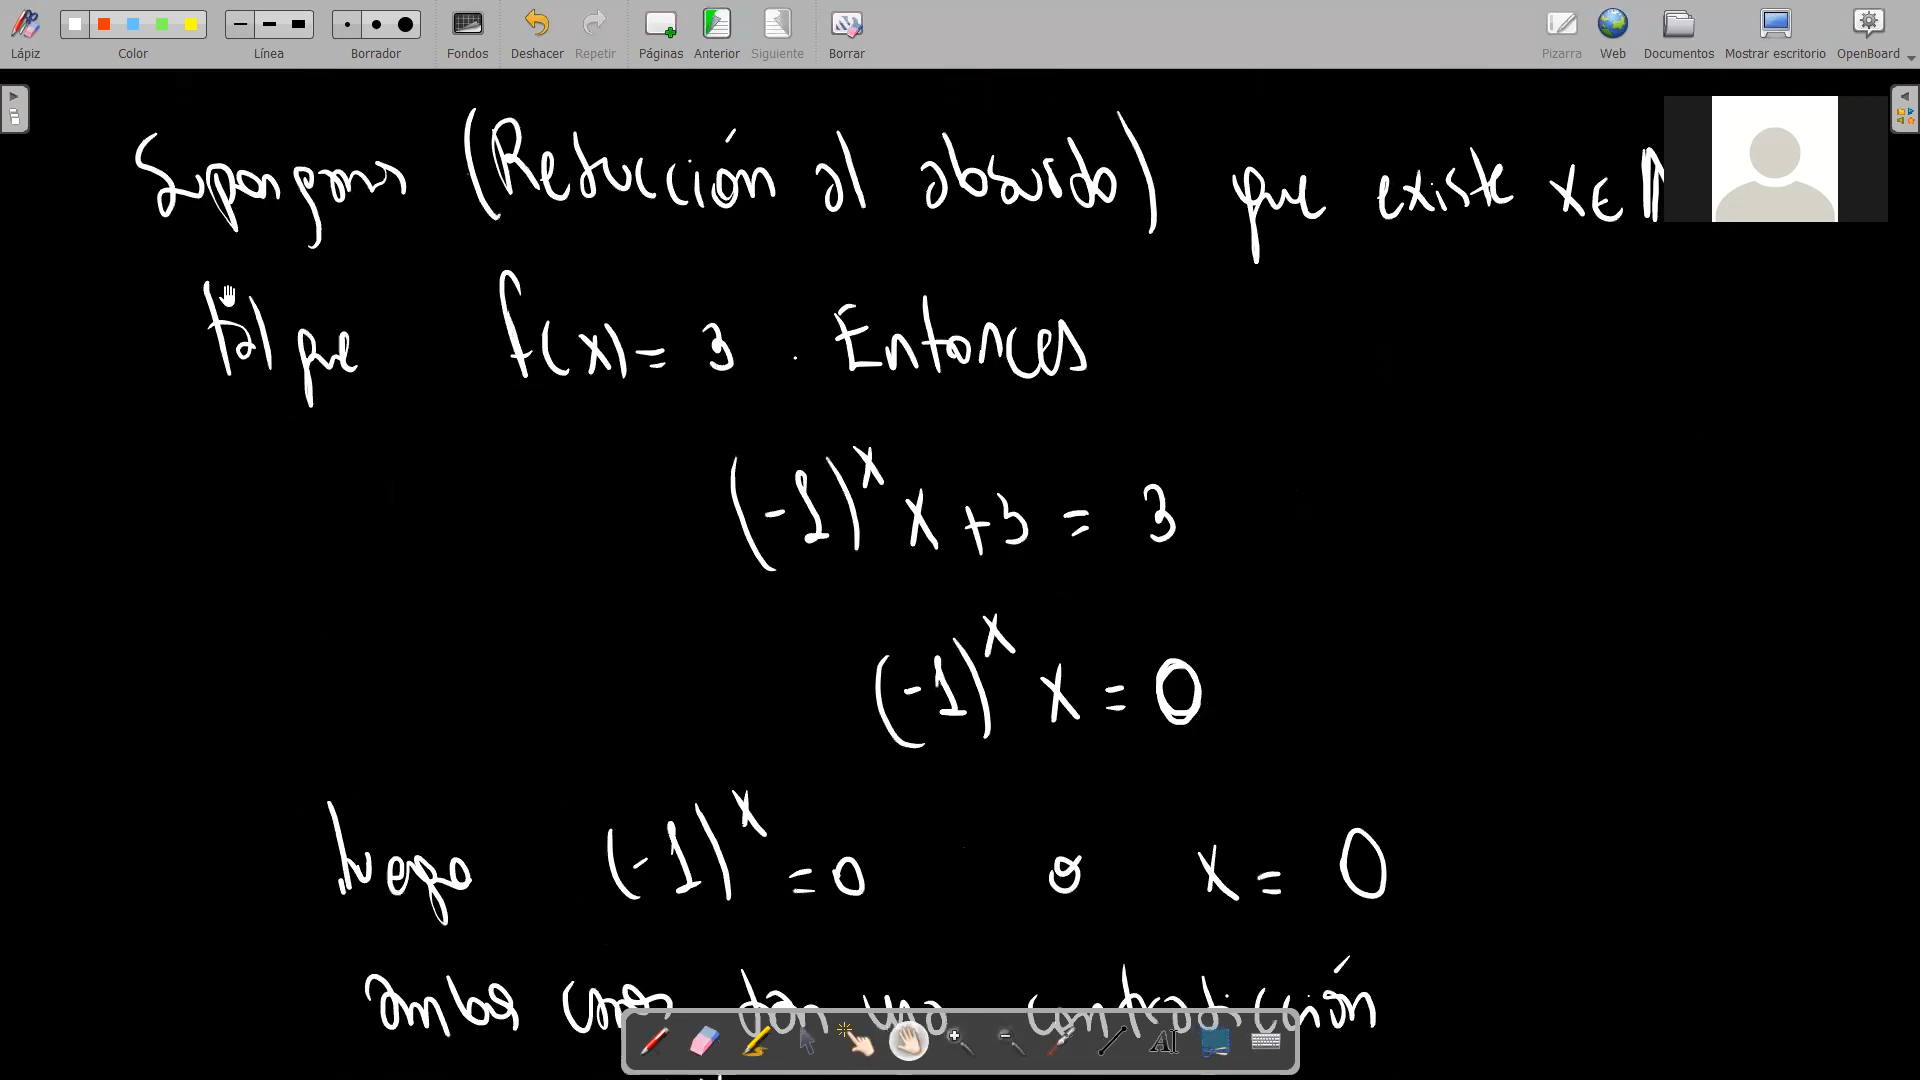 Lápiz Color Línea Borrador Fondos Deshacer Repetir Páginas Anterior Siguiente Borrar Pizarra Web Documentos Mostrar escritorio OpenBoard
Supongamos (Reducción al absurdo) que existe x ∈
tal que f(x) = 3 . Entonces
(-1)^x x + 3 = 3
(-1)^x x = 0
luego (-1)^x = 0 o x = 0
ambas cosas dan una contradicción